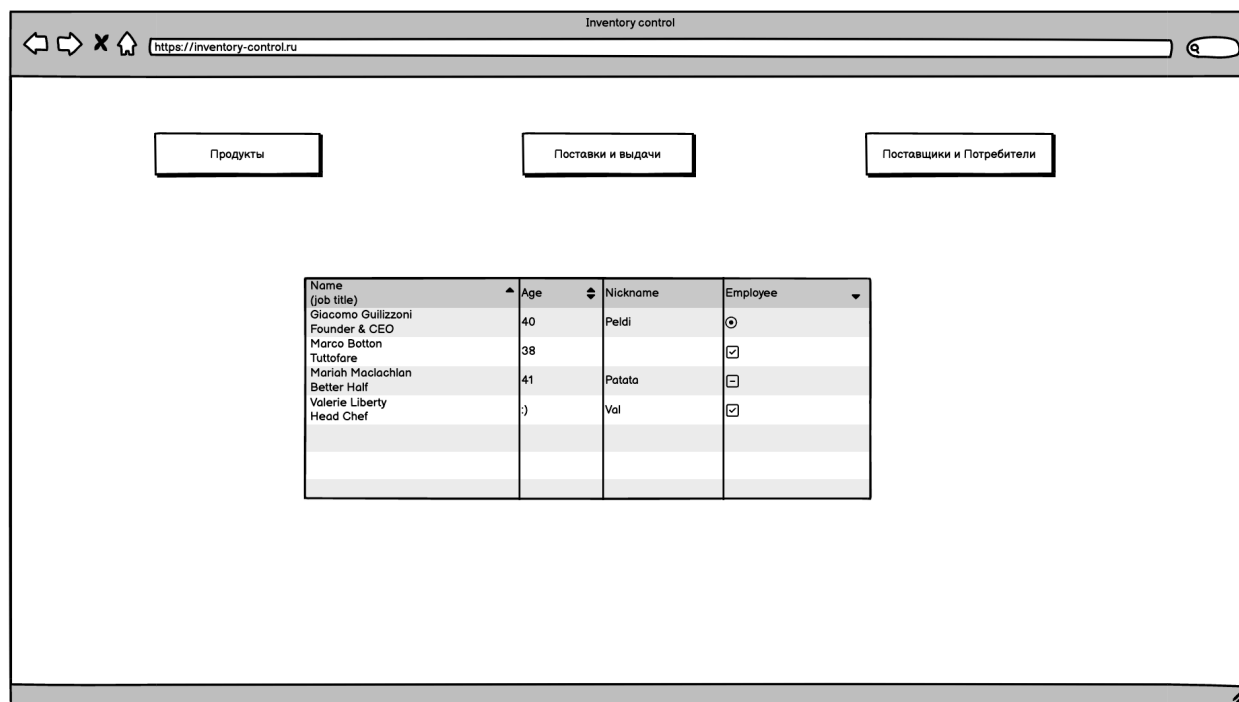 Inventory control
https://inventory-control.ru
Продукты
Поставки и выдачи
Поставщики и Потребители
Name
(job title)
Age
Nickname
Employee
Giacomo Guilizzoni
Founder & CEO
40
Peldi
Marco Botton
Tuttofare
38
Mariah Maclachlan
Better Half
41
Patata
Valerie Liberty
Head Chef
:)
Val